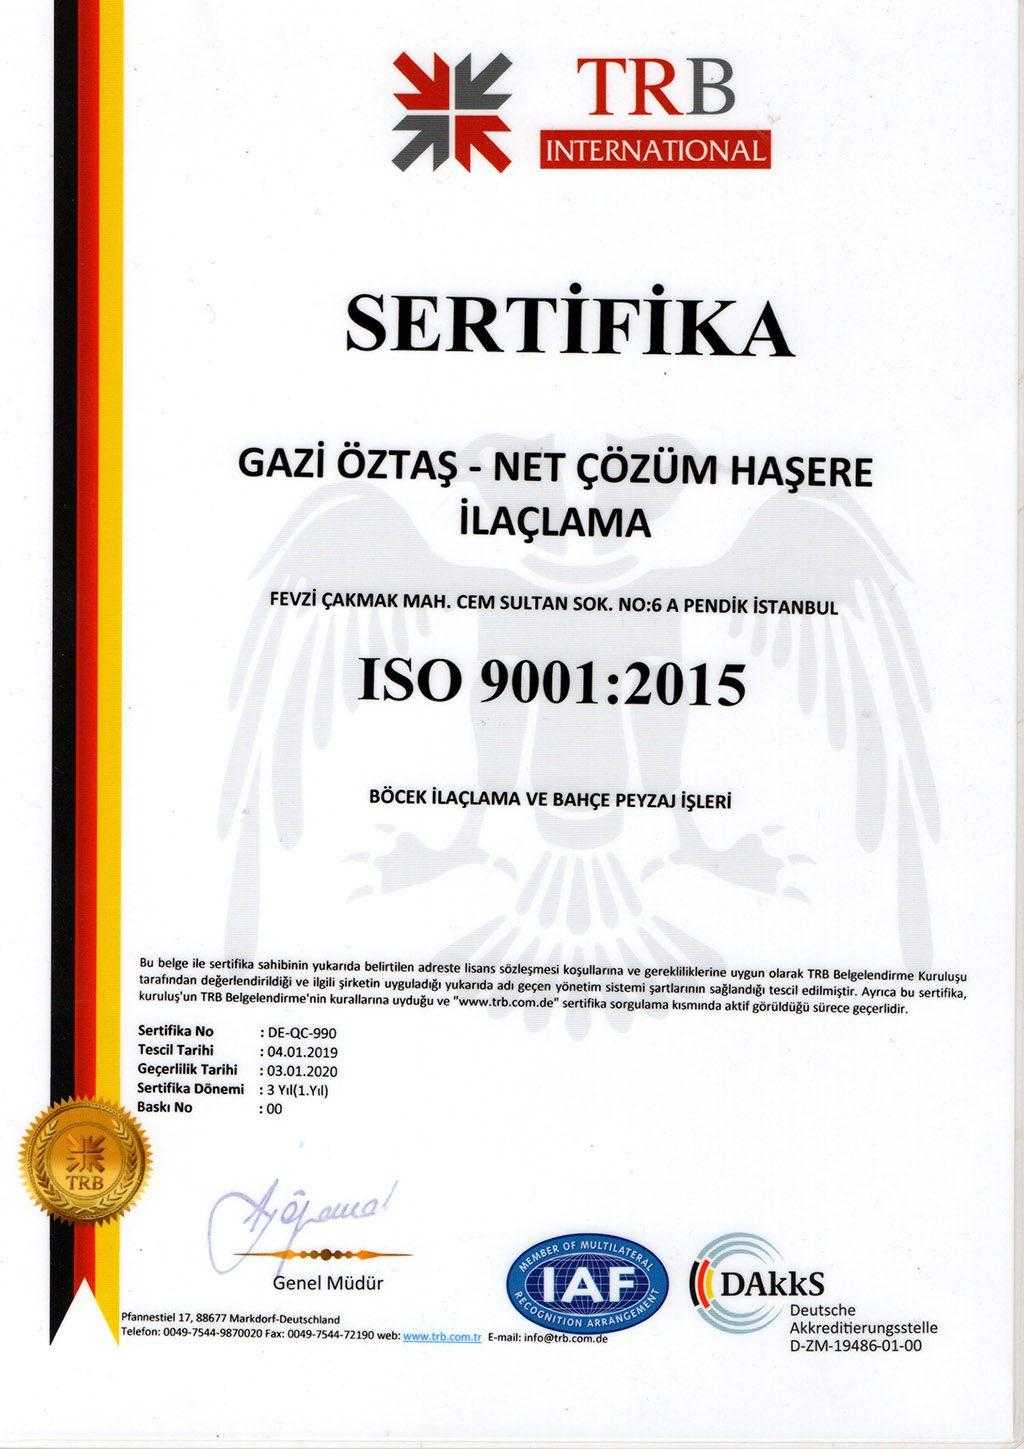 TRB
INTERNATIONAL
SERTİFİKA
GAZİ ÖZTAŞ - NET ÇÖZÜM HAŞERE
İLAÇLAMA
FEVZİ ÇAKMAK MAH. CEM SULTAN SOK. NO:6 A PENDİK İSTANBUL
ISO 9001:2015
BÖCEK İLAÇLAMA VE BAHÇE PEYZAJ İŞLERİ
Bu belge ile sertifika sahibinin yukarıda belirtilen adreste lisans sözleşmesi koşullarına ve gerekliliklerine uygun olarak TRB Belgelendirme Kuruluşu
tarafından değerlendirildiği ve ilgili şirketin uyguladığı yukarıda adı geçen yönetim sistemi şartlarının sağlandığı tescil edilmiştir. Ayrıca bu sertifika,
kuruluş'un TRB Belgelendirme'nin kurallarına uyduğu ve "www.trb.com.de" sertifika sorgulama kısmında aktif görüldüğü sürece geçerlidir.
Sertifika No : DE-QC-990
Tescil Tarihi : 04.01.2019
Geçerlilik Tarihi : 03.01.2020
Sertifika Dönemi : 3 Yıl(1.Yıl)
Baskı No : 00
TRB
Genel Müdür
Pfannestiel 17, 88677 Markdorf-Deutschland
Telefon: 0049-7544-9870020 Fax: 0049-7544-72190 web: www.trb.com.tr E-mail: info@trb.com.de
MEMBER OF MULTILATERAL
IAF
RECOGNITION ARRANGEMENT
DAkkS
Deutsche
Akkreditierungsstelle
D-ZM-19486-01-00